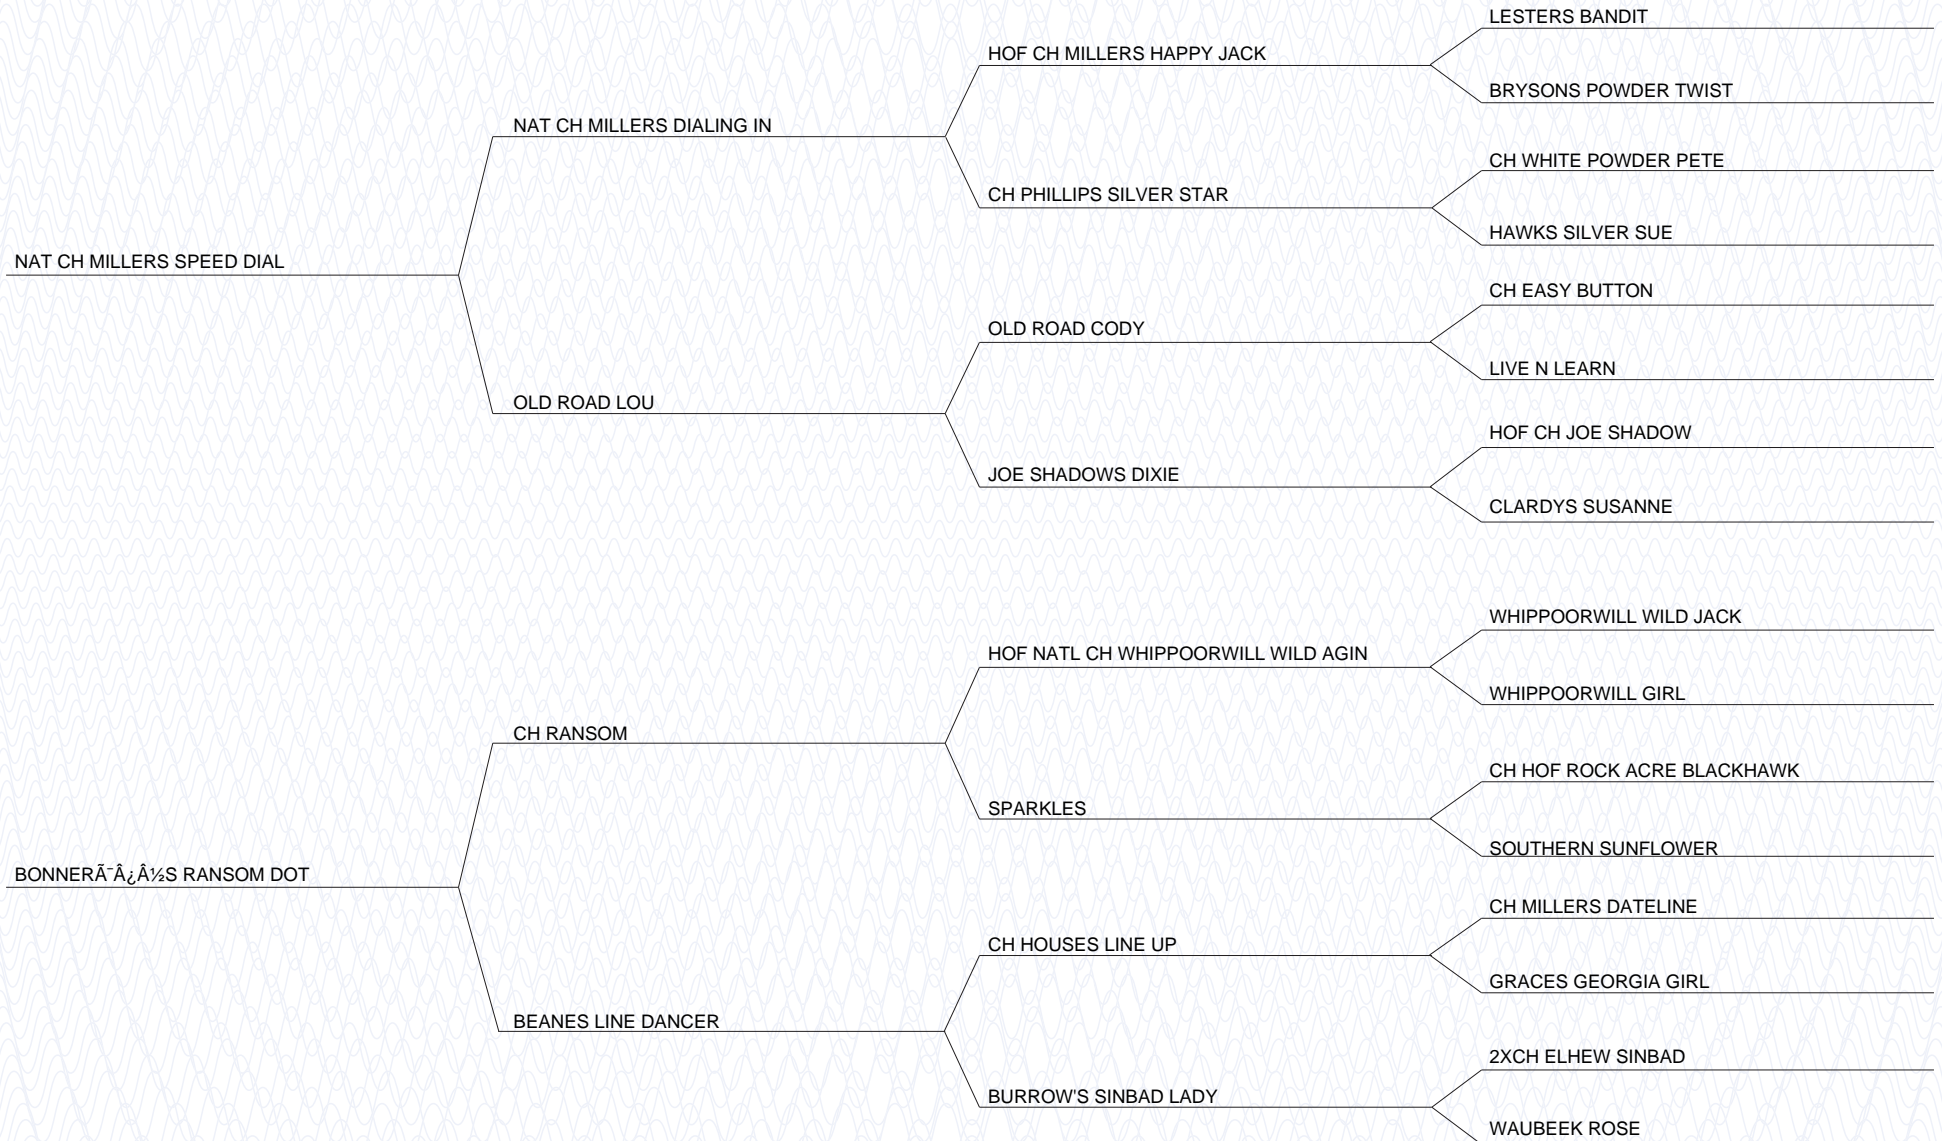 LESTERS BANDIT
HOF CH MILLERS HAPPY JACK
BRYSONS POWDER TWIST
NAT CH MILLERS DIALING IN
CH WHITE POWDER PETE
CH PHILLIPS SILVER STAR
HAWKS SILVER SUE
NAT CH MILLERS SPEED DIAL
CH EASY BUTTON
OLD ROAD CODY
LIVE N LEARN
OLD ROAD LOU
HOF CH JOE SHADOW
JOE SHADOWS DIXIE
CLARDYS SUSANNE
WHIPPOORWILL WILD JACK
HOF NATL CH WHIPPOORWILL WILD AGIN
WHIPPOORWILL GIRL
CH RANSOM
CH HOF ROCK ACRE BLACKHAWK
SPARKLES
SOUTHERN SUNFLOWER
BONNERÃ¯Â¿Â½S RANSOM DOT
CH MILLERS DATELINE
CH HOUSES LINE UP
GRACES GEORGIA GIRL
BEANES LINE DANCER
2XCH ELHEW SINBAD
BURROW'S SINBAD LADY
WAUBEEK ROSE